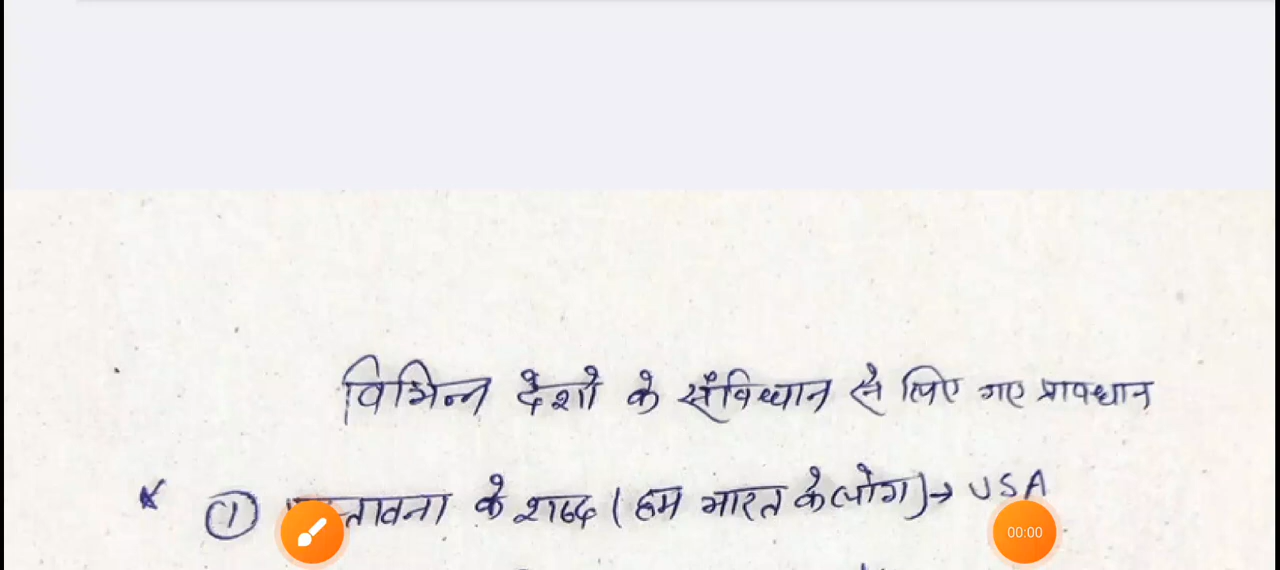 विभिन्न देशो के संविधान से लिए गए प्रावधान
① के शब्द (हम भारत के लोग) → USA
00:00